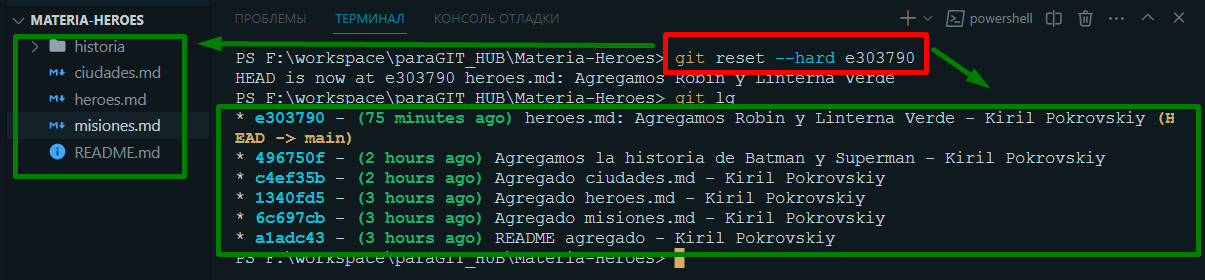 MATERIA-HEROES
historia
ciudades.md
heroes.md
misiones.md
README.md
ПРОБЛЕМЫ ТЕРМИНАЛ КОНСОЛЬ ОТЛАДКИ powershell
PS F:\workspace\paraGIT_HUB\Materia-Heroes> git reset --hard e303790
HEAD is now at e303790 heroes.md: Agregamos Robin y Linterna Verde
PS F:\workspace\paraGIT_HUB\Materia-Heroes> git lg
* e303790 - (75 minutes ago) heroes.md: Agregamos Robin y Linterna Verde - Kiril Pokrovskiy (H
EAD -> main)
* 496750f - (2 hours ago) Agregamos la historia de Batman y Superman - Kiril Pokrovskiy
* c4ef35b - (2 hours ago) Agregado ciudades.md - Kiril Pokrovskiy
* 1340fd5 - (3 hours ago) Agregado heroes.md - Kiril Pokrovskiy
* 6c697cb - (3 hours ago) Agregado misiones.md - Kiril Pokrovskiy
* a1adc43 - (3 hours ago) README agregado - Kiril Pokrovskiy
PS F:\workspace\paraGIT_HUB\Materia-Heroes>